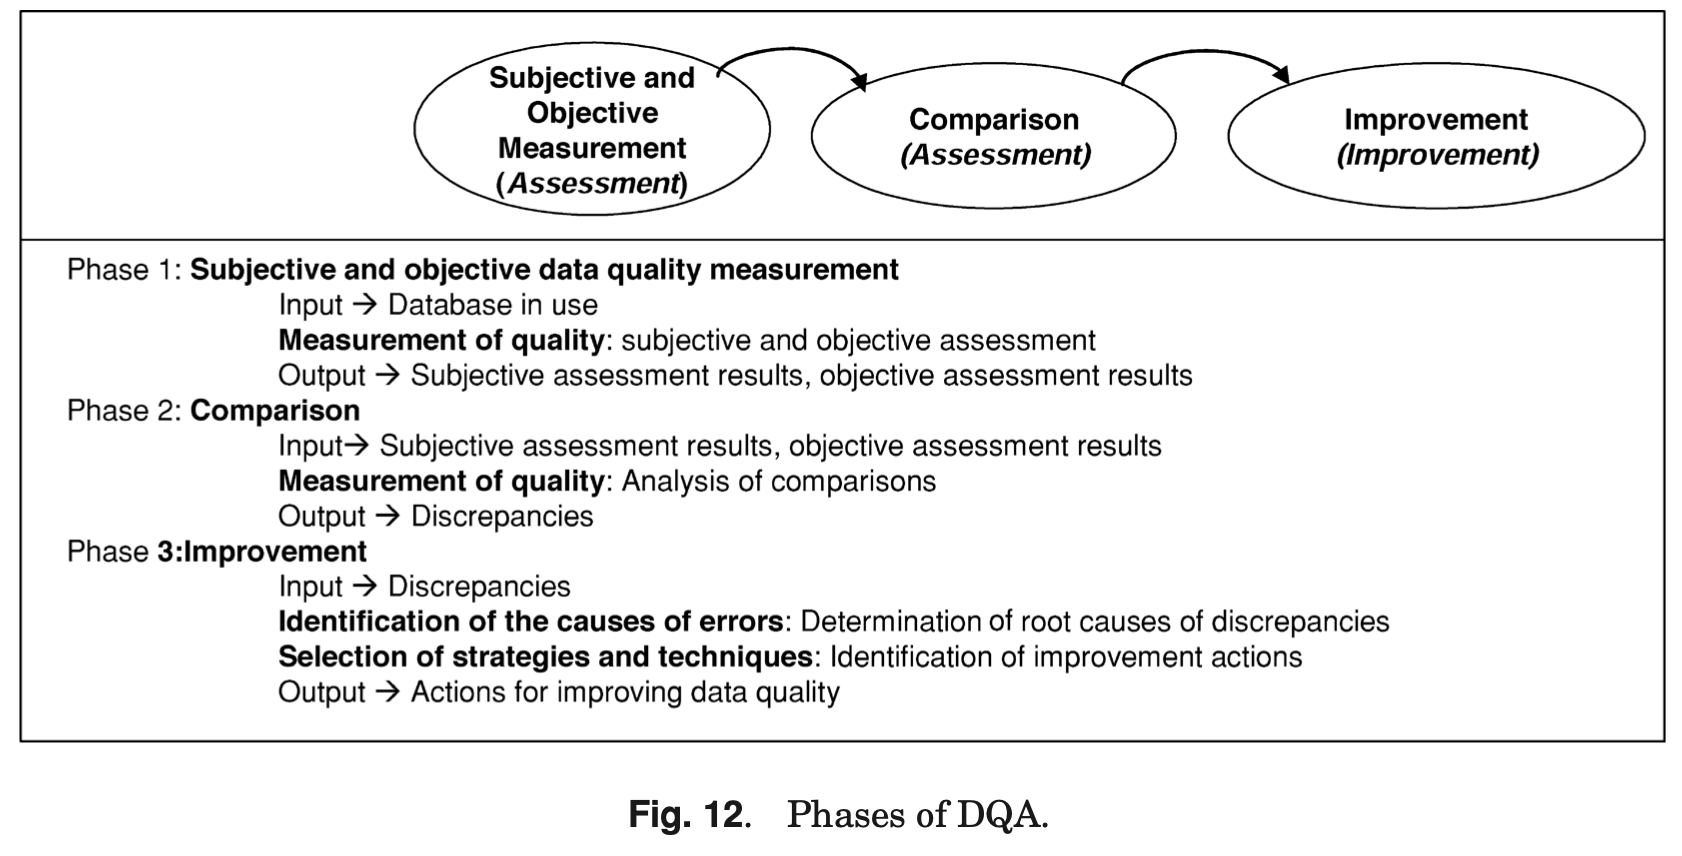 Subjective and
Objective
Measurement
(Assessment)
Comparison
(Assessment)
Improvement
(Improvement)
Phase 1: Subjective and objective data quality measurement
Input → Database in use
Measurement of quality: subjective and objective assessment
Output → Subjective assessment results, objective assessment results
Phase 2: Comparison
Input→ Subjective assessment results, objective assessment results
Measurement of quality: Analysis of comparisons
Output → Discrepancies
Phase 3:Improvement
Input → Discrepancies
Identification of the causes of errors: Determination of root causes of discrepancies
Selection of strategies and techniques: Identification of improvement actions
Output → Actions for improving data quality
Fig. 12. Phases of DQA.